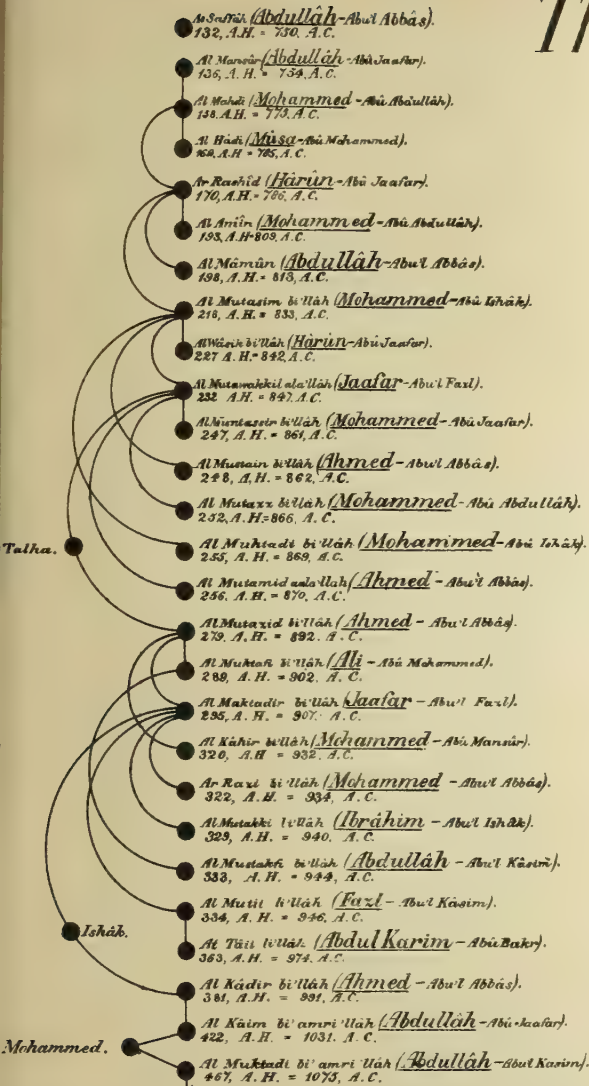 As Saffâh (Abdullâh-Abu'l Abbâs).
132, A.H. = 750, A.C.
Al Mansûr (Abdullâh-Abû Jaafar).
136, A.H. = 754, A.C.
Al Mahdi (Mohammed-Abû Abdullâh).
158, A.H. = 775, A.C.
Al Hâdi (Mûsa-Abû Mohammed).
169, A.H = 785, A.C.
Ar Rashîd (Hârûn-Abû Jaafar).
170, A.H. = 786, A.C.
Al Amîn (Mohammed-Abû Abdullâh).
193, A.H=809, A.C.
Al Mâmûn (Abdullâh-Abu'l Abbâs).
198, A.H. = 813, A.C.
Al Mutasim bi'llâh (Mohammed-Abû Ishâk).
218, A.H. = 833, A.C.
Al Wâsik bi'llâh (Hârûn-Abû Jaafar).
227 A.H. = 842, A.C.
Al Mutawakkil ala'llâh (Jaafar-Abu'l Fazl).
232 A.H. = 847, A.C.
Al Muntassir bi'llâh (Mohammed-Abû Jaafar).
247, A.H. = 861, A.C.
Al Mustain bi'llâh (Ahmed-Abu'l Abbâs).
248, A.H. = 862, A.C.
Al Mutazz bi'llâh (Mohammed-Abû Abdullâh).
252, A.H.=866, A.C.
Al Muhtadi bi'llâh (Mohammed-Abû Ishâk).
255, A.H. = 869, A.C.
Talha.
Al Mutamid aala'llah (Ahmed-Abu'l Abbâs).
256, A.H. = 870, A.C.
Al Mutazid bi'llâh (Ahmed - Abu'l Abbâs).
279, A.H. = 892. A.C.
Al Muktafi bi'llâh (Ali - Abû Mohammed).
289, A.H. = 902, A.C.
Al Maktadir bi'llâh (Jaafar - Abu'l Fazl).
295, A.H. = 907. A.C.
Al Kâhir bi'llâh (Mohammed-Abû Mansûr).
320, A.H = 932, A.C.
Ar Razi bi'llâh (Mohammed -Abu'l Abbâs).
322, A.H. = 934, A.C.
Al Mutakki li'llâh (Ibrâhim - Abu'l Ishâk).
329, A.H. = 940. A.C.
Al Mustakfi bi'llâh (Abdullâh - Abu'l Kâsim).
333, A.H. = 944, A.C.
Al Mutii li'llâh (Fazl - Abu'l Kâsim).
334, A.H. = 946, A.C.
Ishâk.
At Tâii li'llâh (Abdul Karim - Abû Bakr).
363, A.H. = 974, A.C.
Al Kâdir bi'llâh (Ahmed - Abu'l Abbâs).
381, A.H. = 991, A.C.
Al Kâim bi'amri 'llâh (Abdullâh-Abû Jaafar).
422, A.H. = 1031. A.C.
Mohammed.
Al Muktadi bi'amri 'llâh (Abdullâh-Abul Kasim).
467, A.H. = 1075, A.C.